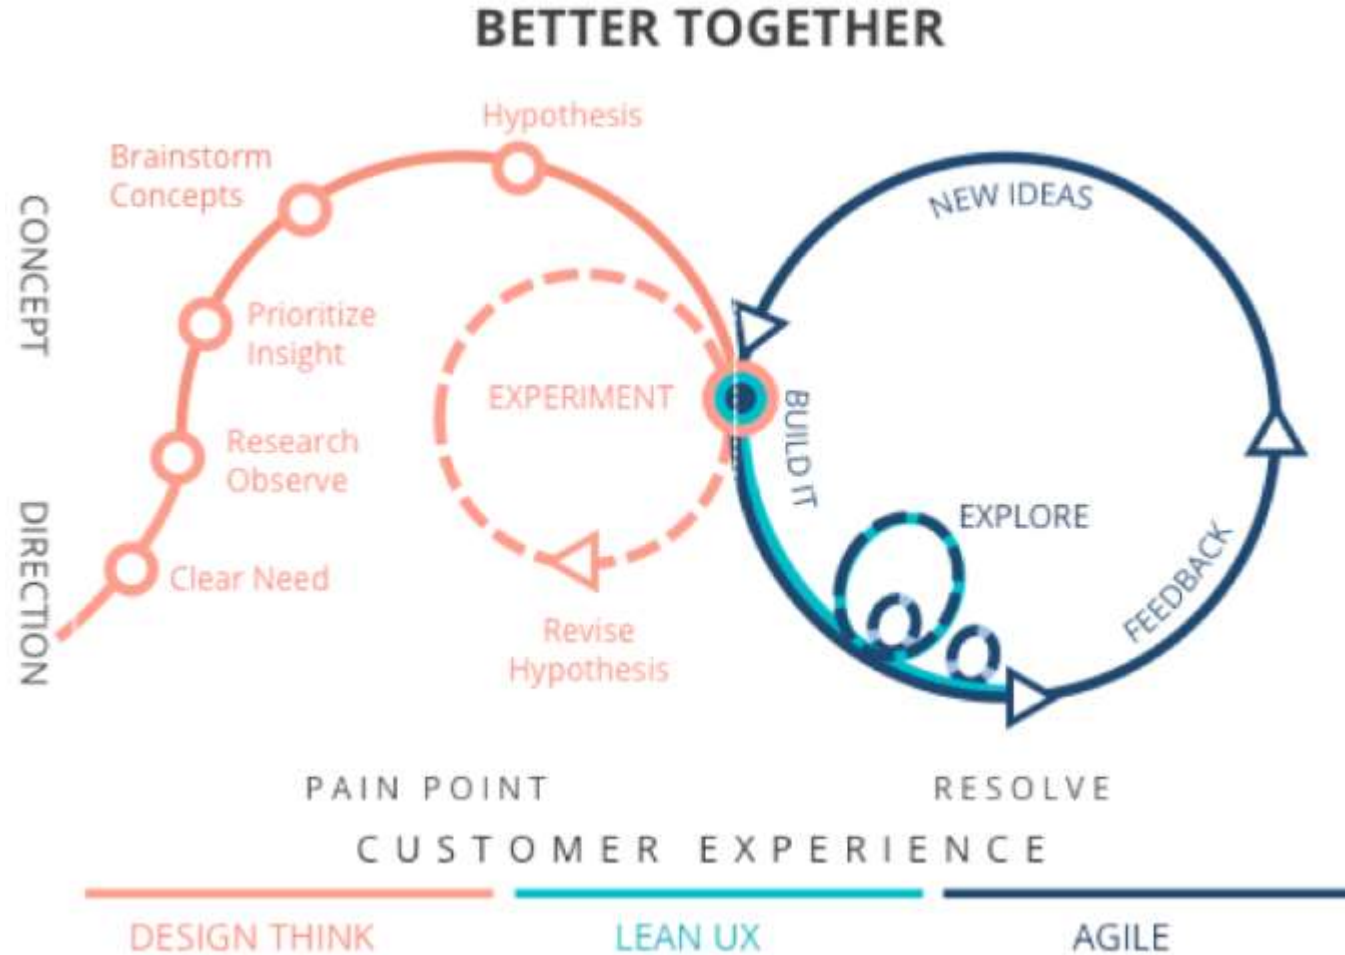 BETTER TOGETHER
CONCEPT
DIRECTION
Hypothesis
Brainstorm
Concepts
Prioritize
Insight
Research
Observe
Clear Need
EXPERIMENT
Revise
Hypothesis
NEW IDEAS
BUILD IT
EXPLORE
FEEDBACK
PAIN POINT
RESOLVE
CUSTOMER EXPERIENCE
DESIGN THINK
LEAN UX
AGILE